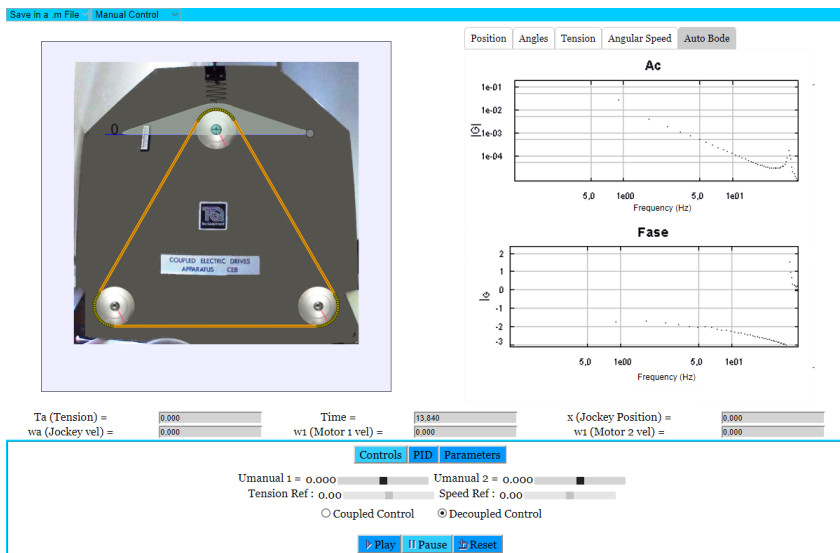 Save in a .m File Manual Control
Position Angles Tension Angular Speed Auto Bode
Ac
1e-01
1e-02
1e-03
1e-04
|G|
5,0 1e00 5,0 1e01
Frequency (Hz)
0
TQ
COUPLED ELECTRIC DRIVES
APPARATUS CE8
Fase
2
1
0
-1
-2
-3
5,0 1e00 5,0 1e01
Frequency (Hz)
Ta (Tension) = 0,000 Time = 13,840 x (Jockey Position) = 0,000
wa (Jockey vel) = 0,000 w1 (Motor 1 vel) = 0,000 w1 (Motor 2 vel) = 0,000
Controls PID Parameters
Umanual 1 = 0.000 Umanual 2 = 0.000
Tension Ref : 0.00 Speed Ref : 0.00
Coupled Control Decoupled Control
Play Pause Reset